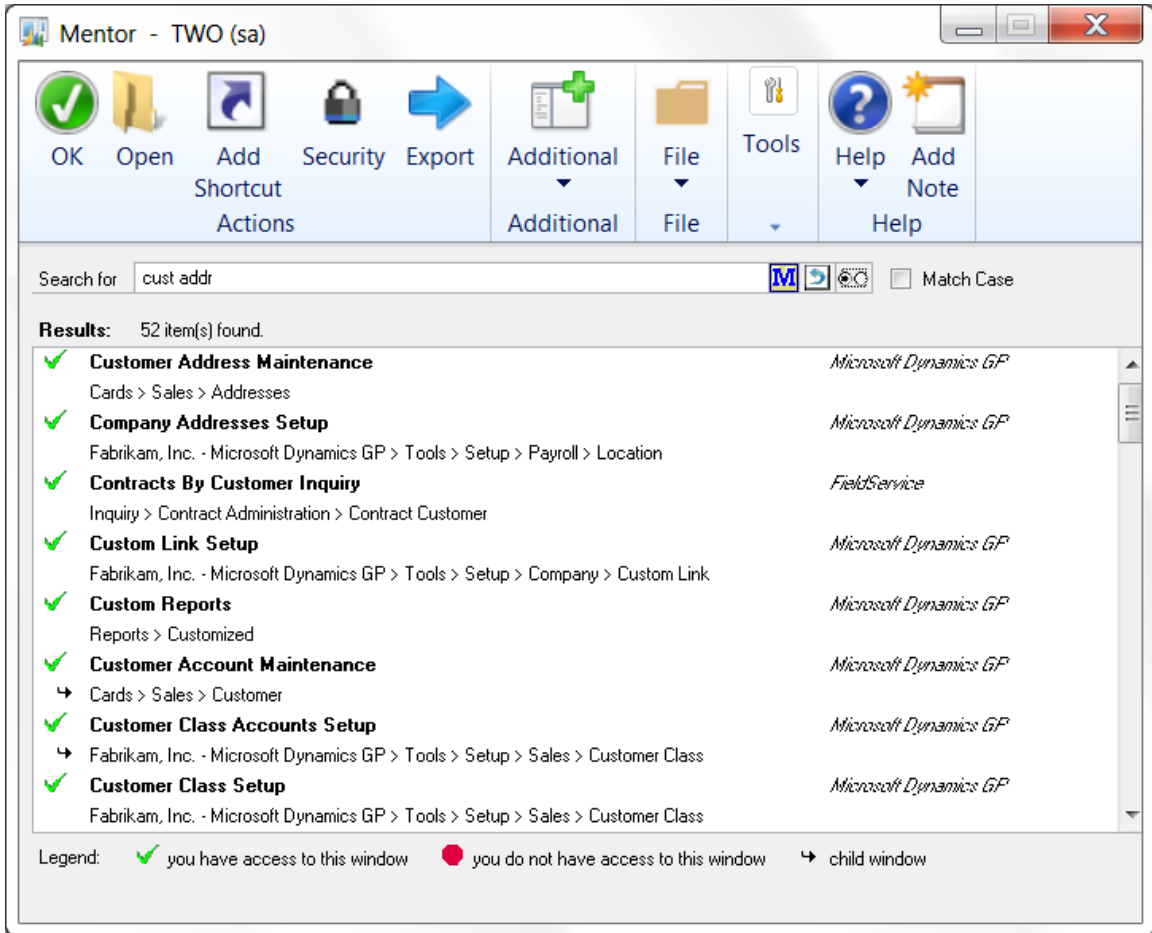 Mentor - TWO (sa)
OK Open Add Shortcut Security Export Additional File Tools Help Add Note
Actions Additional File Help
Search for cust addr M Match Case
Results: 52 item(s) found.
Customer Address Maintenance Microsoft Dynamics GP
Cards > Sales > Addresses
Company Addresses Setup Microsoft Dynamics GP
Fabrikam, Inc. - Microsoft Dynamics GP > Tools > Setup > Payroll > Location
Contracts By Customer Inquiry FieldService
Inquiry > Contract Administration > Contract Customer
Custom Link Setup Microsoft Dynamics GP
Fabrikam, Inc. - Microsoft Dynamics GP > Tools > Setup > Company > Custom Link
Custom Reports Microsoft Dynamics GP
Reports > Customized
Customer Account Maintenance Microsoft Dynamics GP
Cards > Sales > Customer
Customer Class Accounts Setup Microsoft Dynamics GP
Fabrikam, Inc. - Microsoft Dynamics GP > Tools > Setup > Sales > Customer Class
Customer Class Setup Microsoft Dynamics GP
Fabrikam, Inc. - Microsoft Dynamics GP > Tools > Setup > Sales > Customer Class
Legend: you have access to this window you do not have access to this window child window